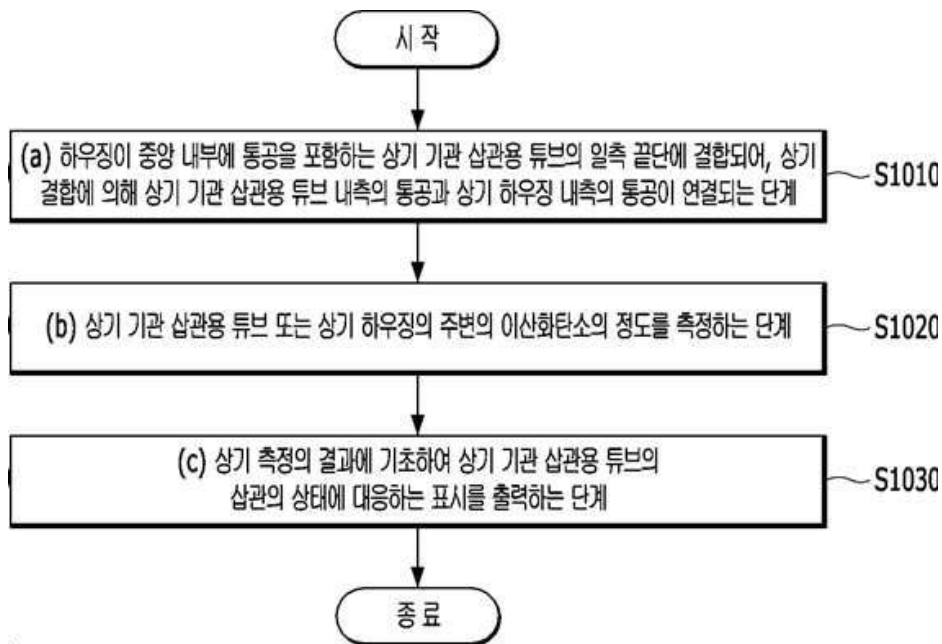 시 작
(a) 하우징이 중앙 내부에 통공을 포함하는 상기 기관 삽관용 튜브의 일측 끝단에 결합되어, 상기
결합에 의해 상기 기관 삽관용 튜브 내측의 통공과 상기 하우징 내측의 통공이 연결되는 단계
S1010
(b) 상기 기관 삽관용 튜브 또는 상기 하우징의 주변의 이산화탄소의 정도를 측정하는 단계
S1020
(c) 상기 측정의 결과에 기초하여 상기 기관 삽관용 튜브의
삽관의 상태에 대응하는 표시를 출력하는 단계
S1030
종 료